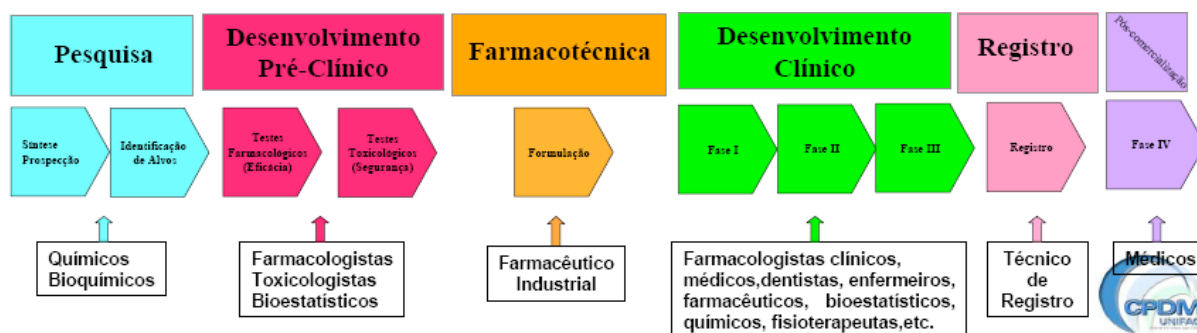 Pesquisa
Desenvolvimento
Pré-Clínico
Farmacotécnica
Desenvolvimento
Clínico
Registro
Pós-comercialização
Síntese
Prospecção
Identificação
de Alvos
Testes
Farmacológicos
(Eficácia)
Testes
Toxicológicos
(Segurança)
Formulação
Fase I
Fase II
Fase III
Registro
Fase IV
Químicos
Bioquímicos
Farmacologistas
Toxicologistas
Bioestatísticos
Farmacêutico
Industrial
Farmacologistas clínicos,
médicos,dentistas, enfermeiros,
farmacêuticos, bioestatísticos,
químicos, fisioterapeutas,etc.
Técnico
de
Registro
Médicos
CPDM
UNIFAC